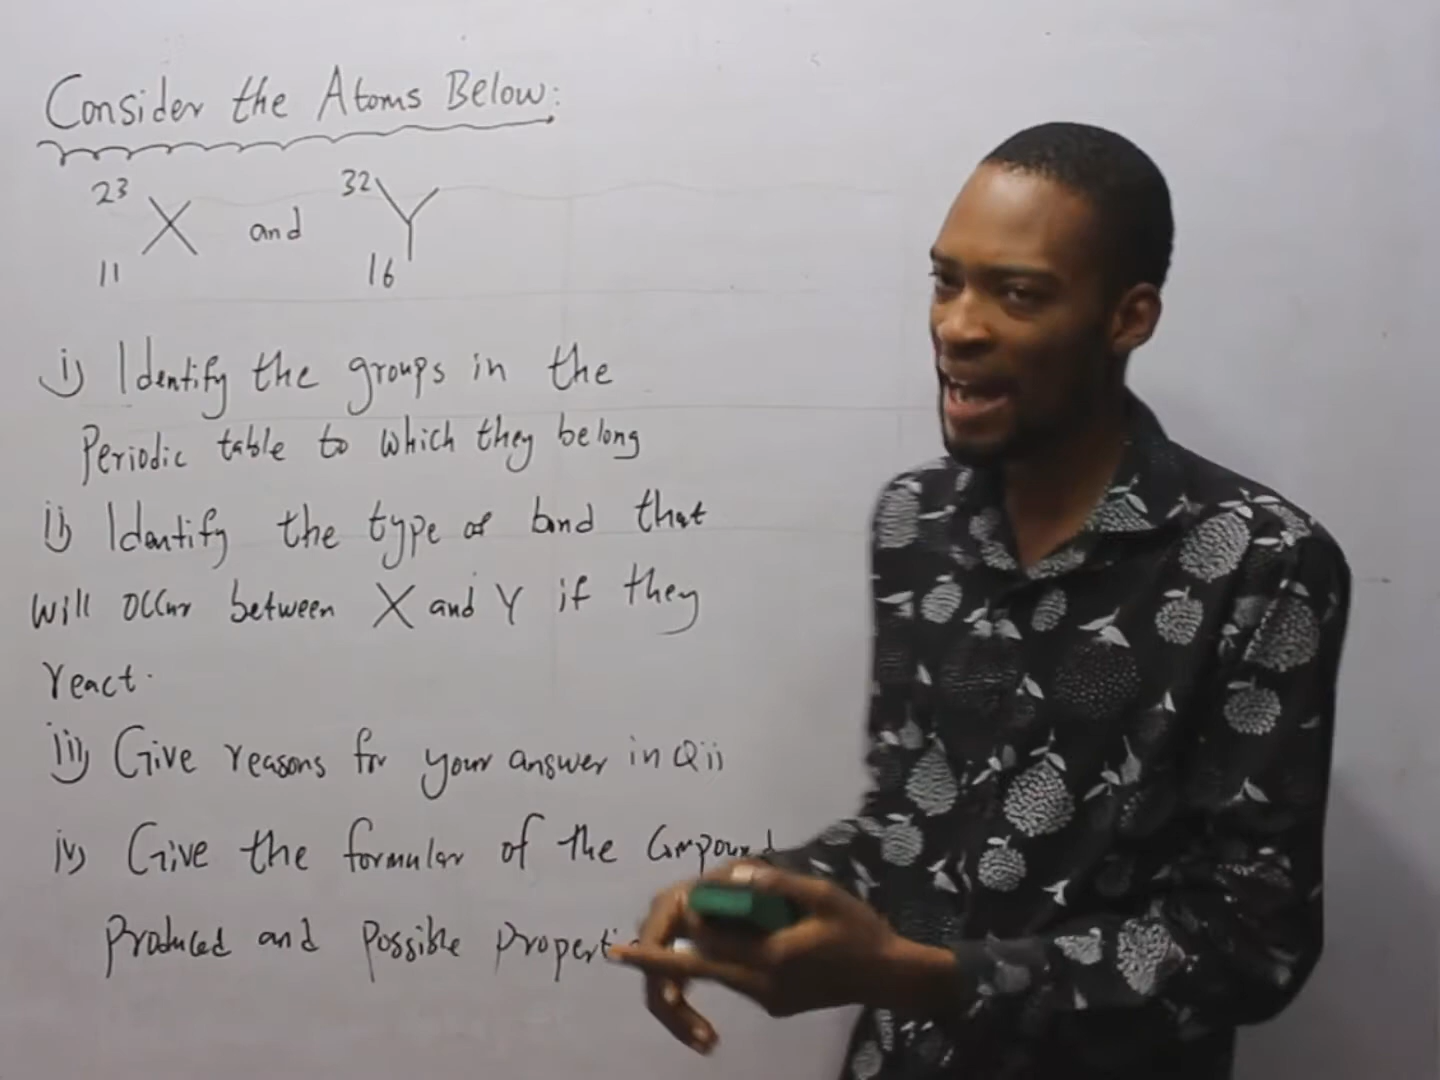 Consider the Atoms Below:
23 X 11 and 32 Y 16
i) Identify the groups in the
Periodic table to which they belong
ii) Identify the type of bond that
will occur between X and Y if they
react.
iii) Give reasons for your answer in Qii
iv) Give the formular of the Compound
Produced and Possible